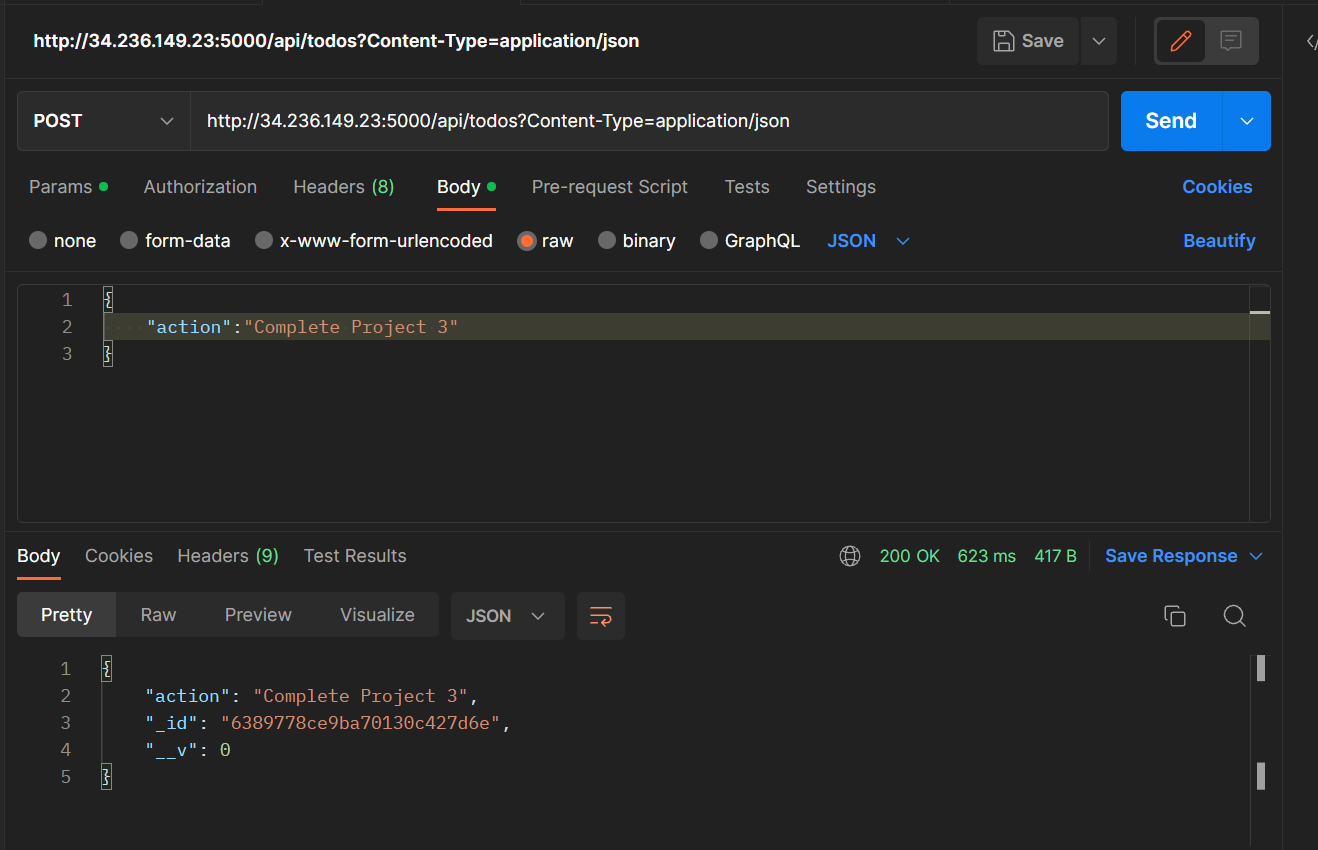 http://34.236.149.23:5000/api/todos?Content-Type=application/json
Save
POST
http://34.236.149.23:5000/api/todos?Content-Type=application/json
Send
Params Authorization Headers (8) Body Pre-request Script Tests Settings Cookies
none form-data x-www-form-urlencoded raw binary GraphQL JSON Beautify
1 {
2 "action":"Complete Project 3"
3 }
Body Cookies Headers (9) Test Results 200 OK 623 ms 417 B Save Response
Pretty Raw Preview Visualize JSON
1 {
2 "action": "Complete Project 3",
3 "_id": "6389778ce9ba70130c427d6e",
4 "__v": 0
5 }